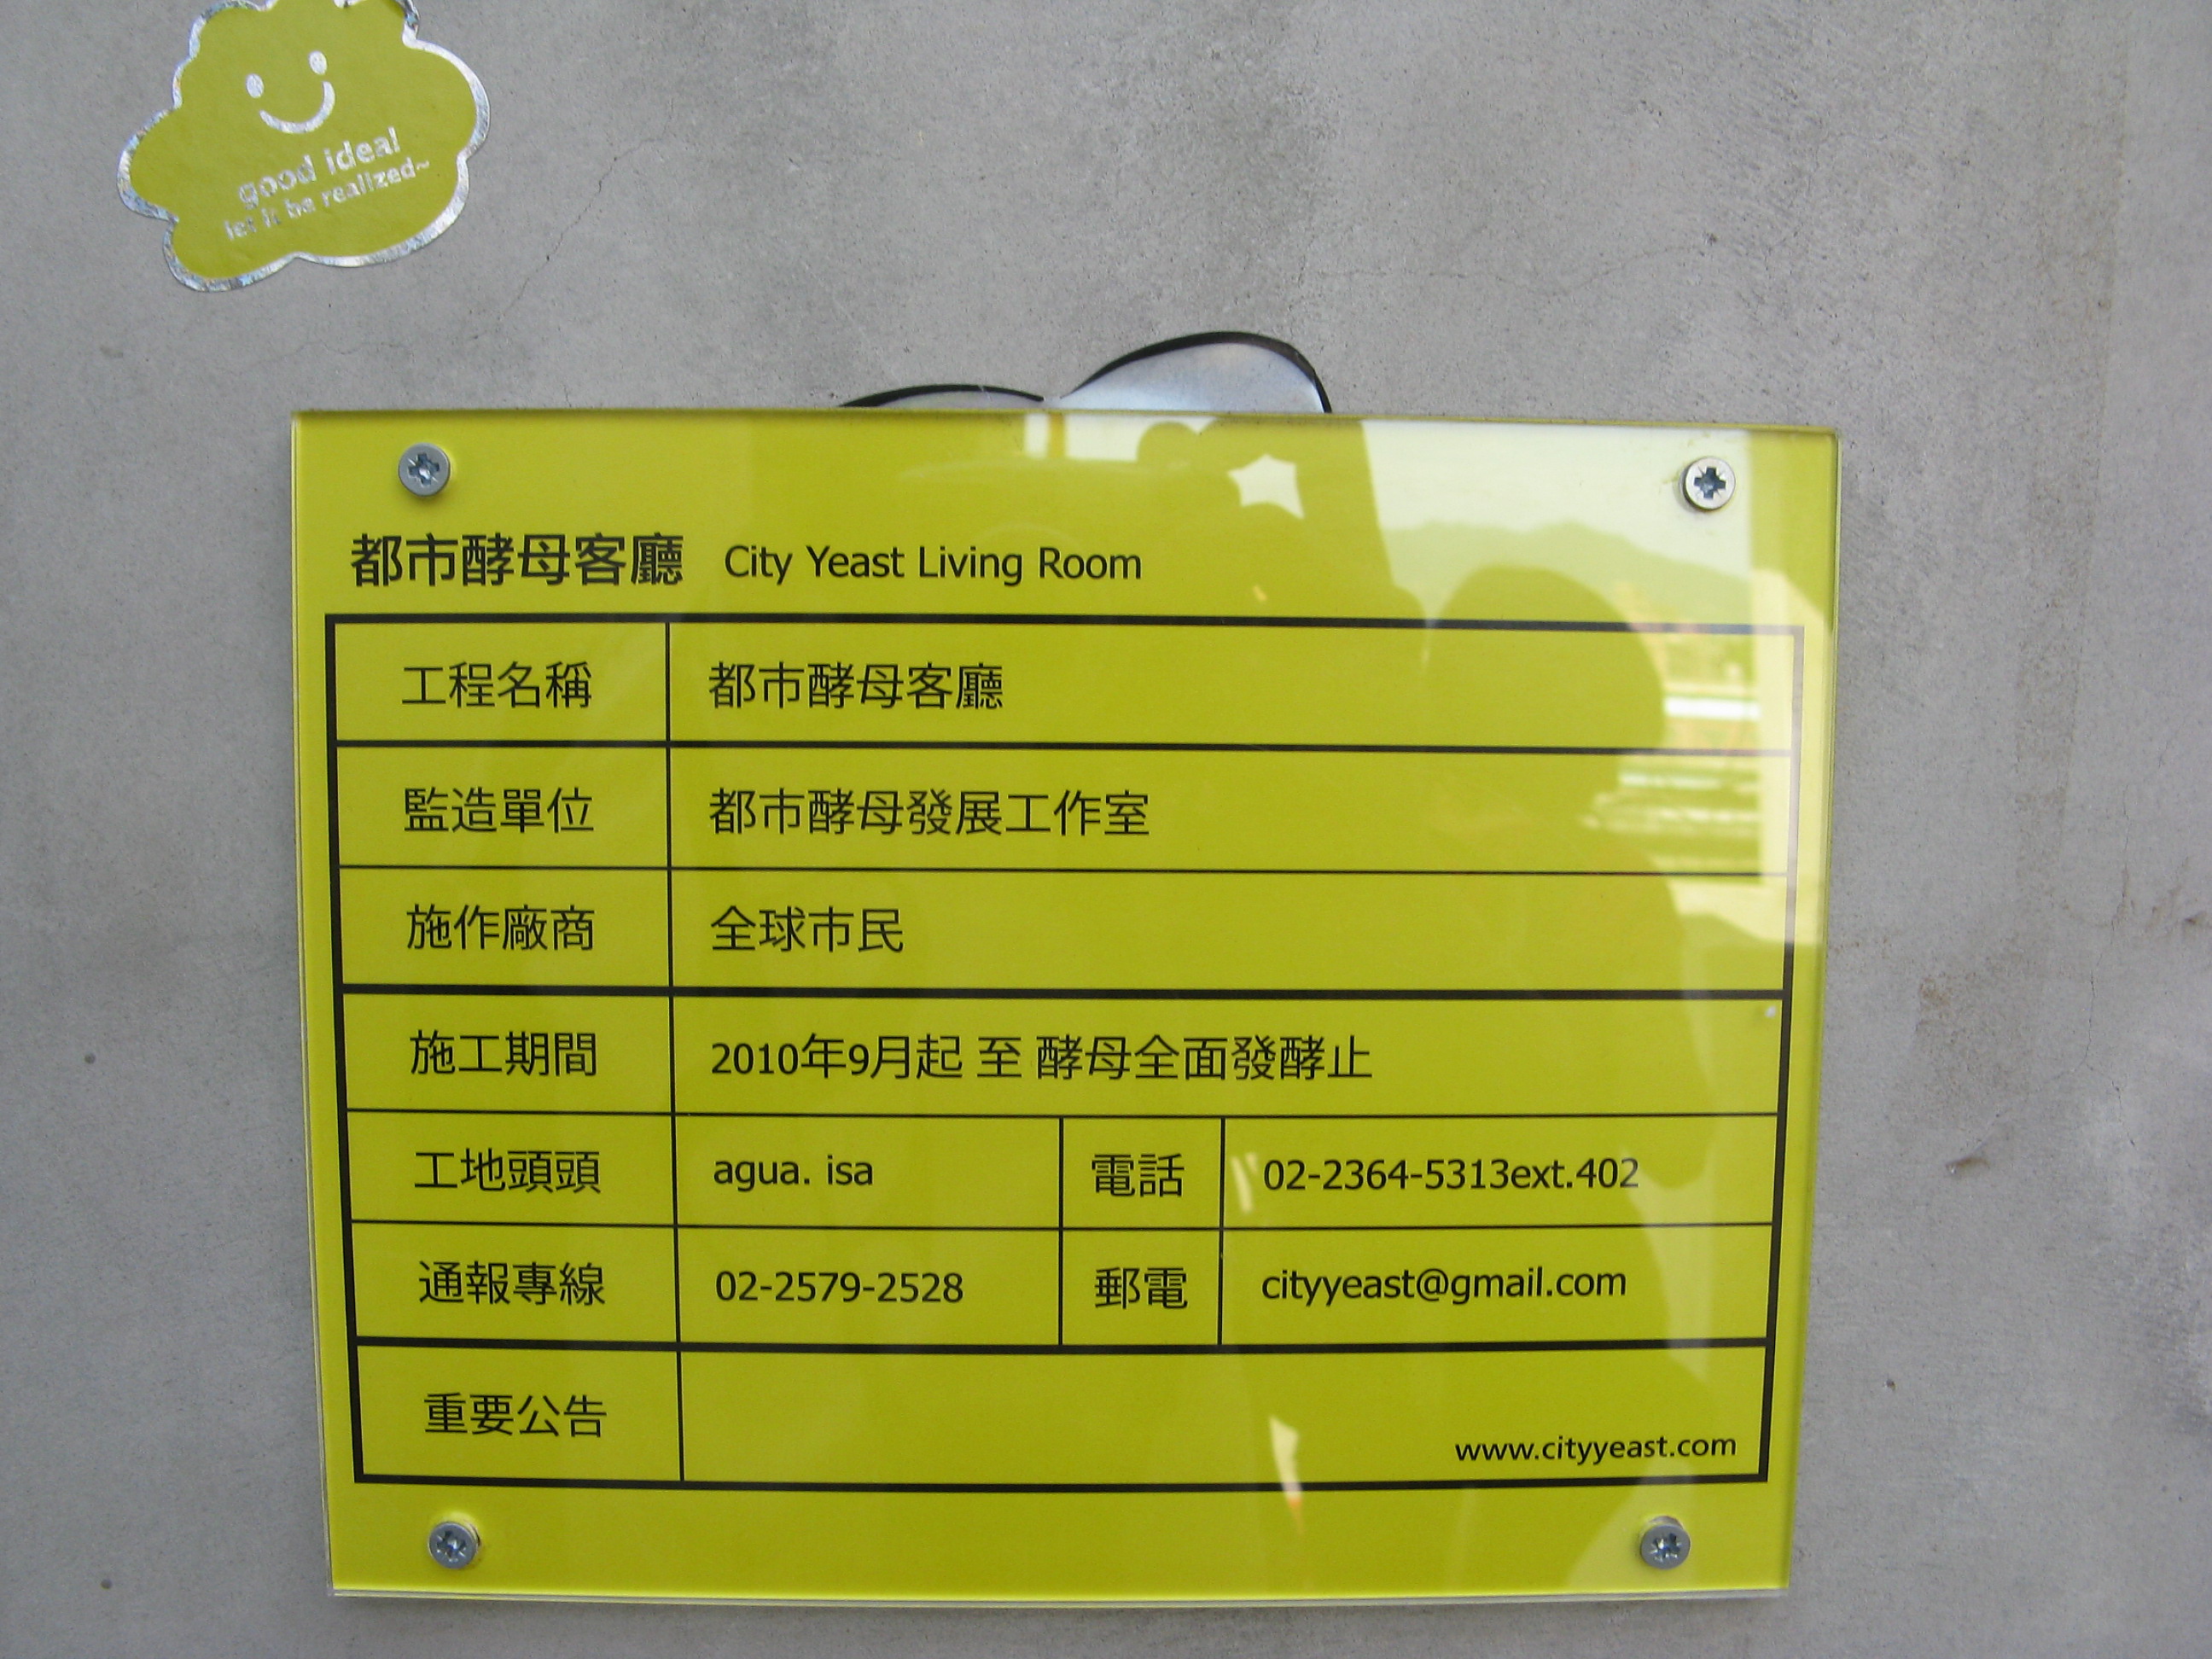 good idea!
let it be realized~
都市酵母客廳 City Yeast Living Room
工程名稱 都市酵母客廳
監造單位 都市酵母發展工作室
施作廠商 全球市民
施工期間 2010年9月起 至 酵母全面發酵止
工地頭頭 agua. isa 電話 02-2364-5313ext.402
通報專線 02-2579-2528 郵電 cityyeast@gmail.com
重要公告
www.cityyeast.com